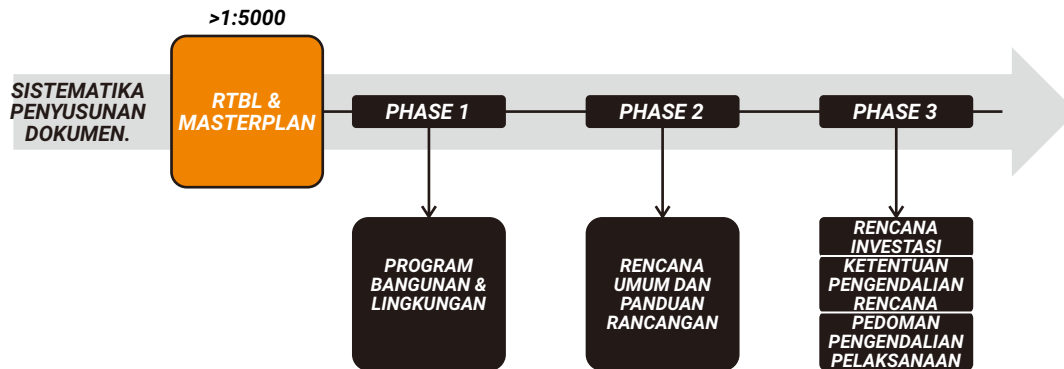 >1:5000
SISTEMATIKA
PENYUSUNAN
DOKUMEN.
RTBL &
MASTERPLAN
PHASE 1
PHASE 2
PHASE 3
PROGRAM
BANGUNAN &
LINGKUNGAN
RENCANA
UMUM DAN
PANDUAN
RANCANGAN
RENCANA
INVESTASI
KETENTUAN
PENGENDALIAN
RENCANA
PEDOMAN
PENGENDALIAN
PELAKSANAAN